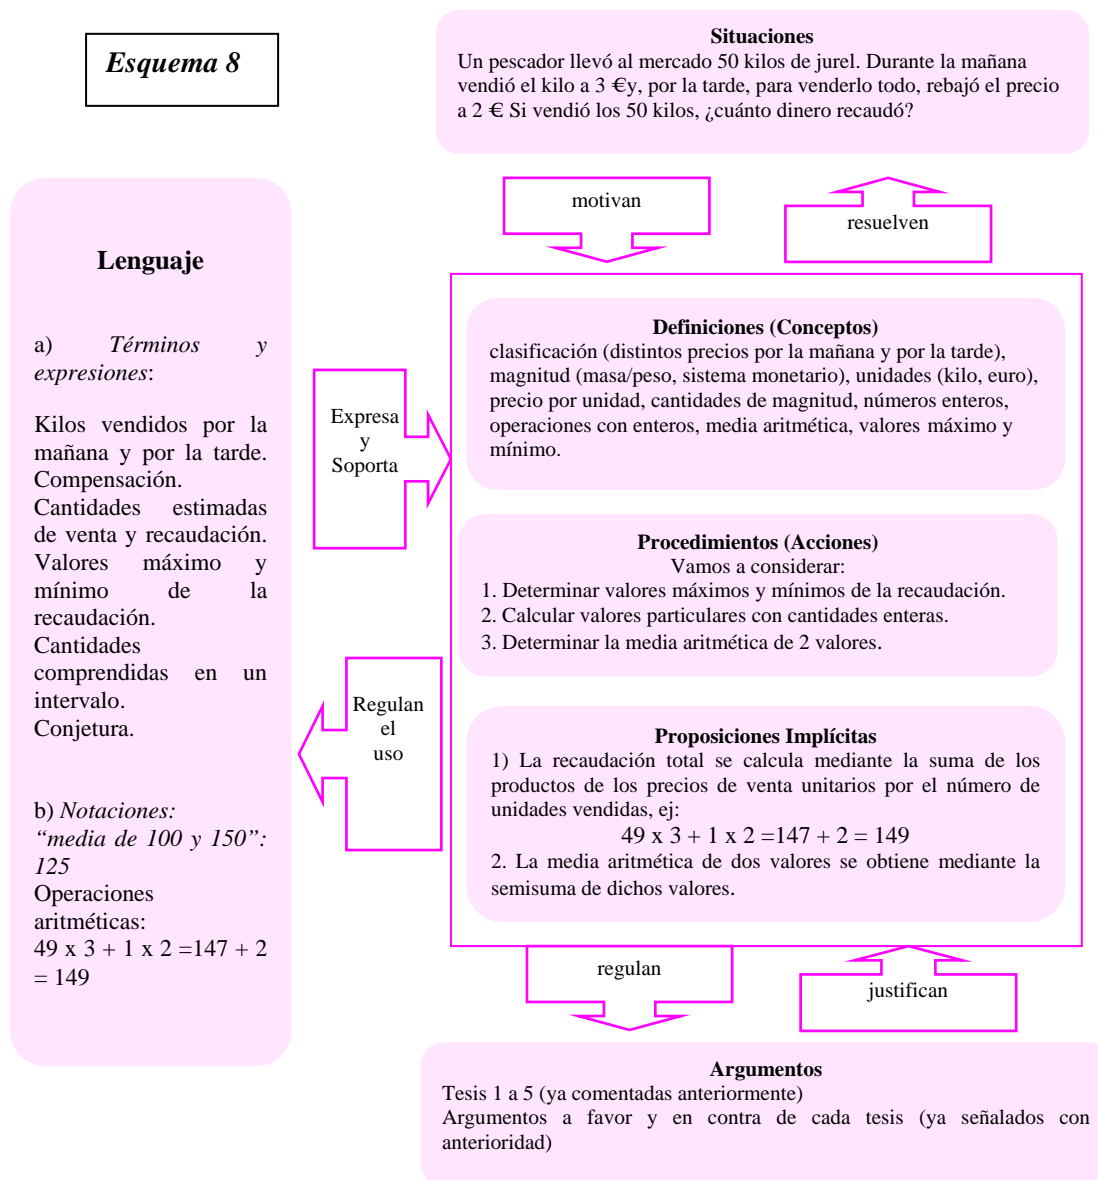 Esquema 8
Situaciones
Un pescador llevó al mercado 50 kilos de jurel. Durante la mañana
vendió el kilo a 3 €y, por la tarde, para venderlo todo, rebajó el precio
a 2 € Si vendió los 50 kilos, ¿cuánto dinero recaudó?
motivan
resuelven
Lenguaje
a) Términos y
expresiones:
Kilos vendidos por la
mañana y por la tarde.
Compensación.
Cantidades estimadas
de venta y recaudación.
Valores máximo y
mínimo de la
recaudación.
Cantidades
comprendidas en un
intervalo.
Conjetura.
b) Notaciones:
“media de 100 y 150”:
125
Operaciones
aritméticas:
49 x 3 + 1 x 2 =147 + 2
= 149
Expresa
y
Soporta
Regulan
el
uso
Definiciones (Conceptos)
clasificación (distintos precios por la mañana y por la tarde),
magnitud (masa/peso, sistema monetario), unidades (kilo, euro),
precio por unidad, cantidades de magnitud, números enteros,
operaciones con enteros, media aritmética, valores máximo y
mínimo.
Procedimientos (Acciones)
Vamos a considerar:
1. Determinar valores máximos y mínimos de la recaudación.
2. Calcular valores particulares con cantidades enteras.
3. Determinar la media aritmética de 2 valores.
Proposiciones Implícitas
1) La recaudación total se calcula mediante la suma de los
productos de los precios de venta unitarios por el número de
unidades vendidas, ej:
49 x 3 + 1 x 2 =147 + 2 = 149
2. La media aritmética de dos valores se obtiene mediante la
semisuma de dichos valores.
regulan
justifican
Argumentos
Tesis 1 a 5 (ya comentadas anteriormente)
Argumentos a favor y en contra de cada tesis (ya señalados con
anterioridad)